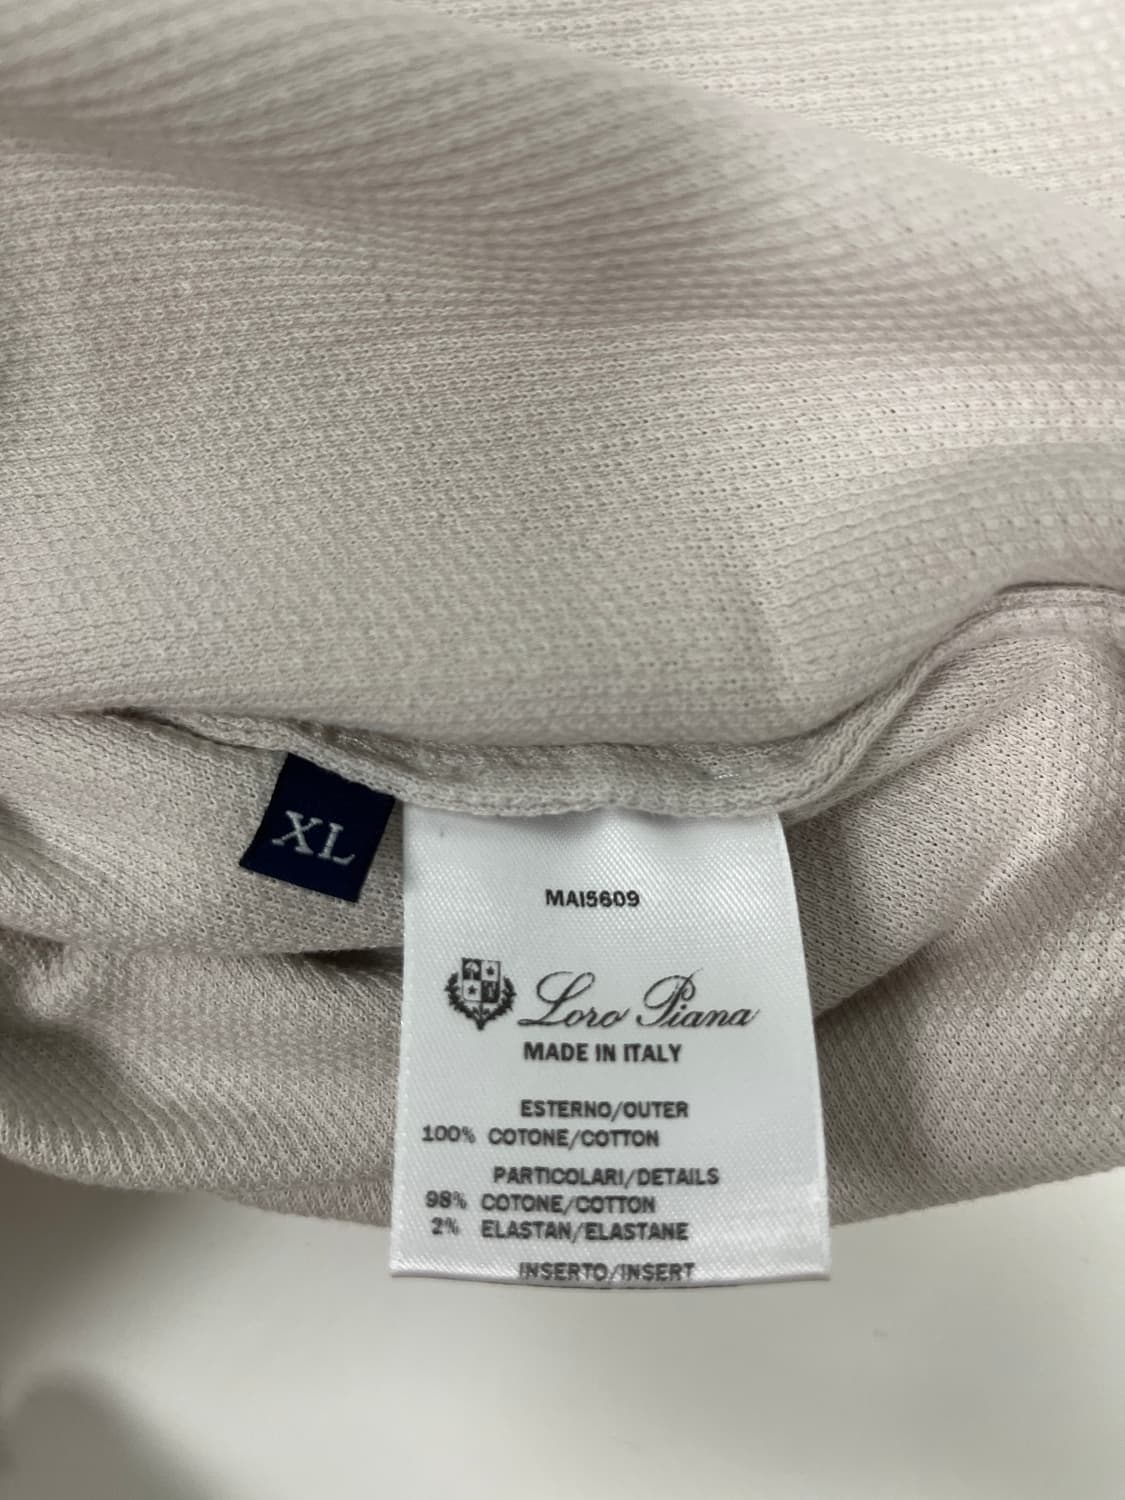 XL
MAI5609
Loro Piana
MADE IN ITALY
ESTERNO/OUTER
100% COTONE/COTTON
PARTICOLARI/DETAILS
98% COTONE/COTTON
2% ELASTAN/ELASTANE
INSERTO/INSERT